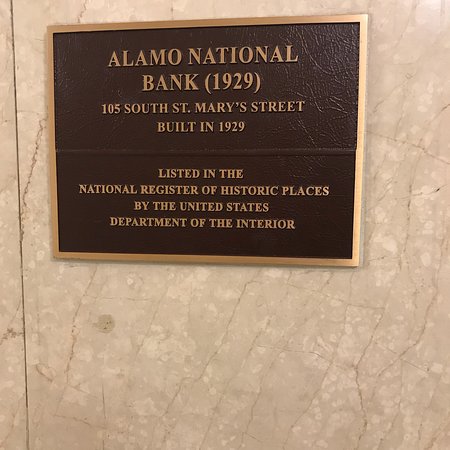 ALAMO NATIONAL
BANK (1929)
105 SOUTH ST. MARY'S STREET
BUILT IN 1929
LISTED IN THE
NATIONAL REGISTER OF HISTORIC PLACES
BY THE UNITED STATES
DEPARTMENT OF THE INTERIOR